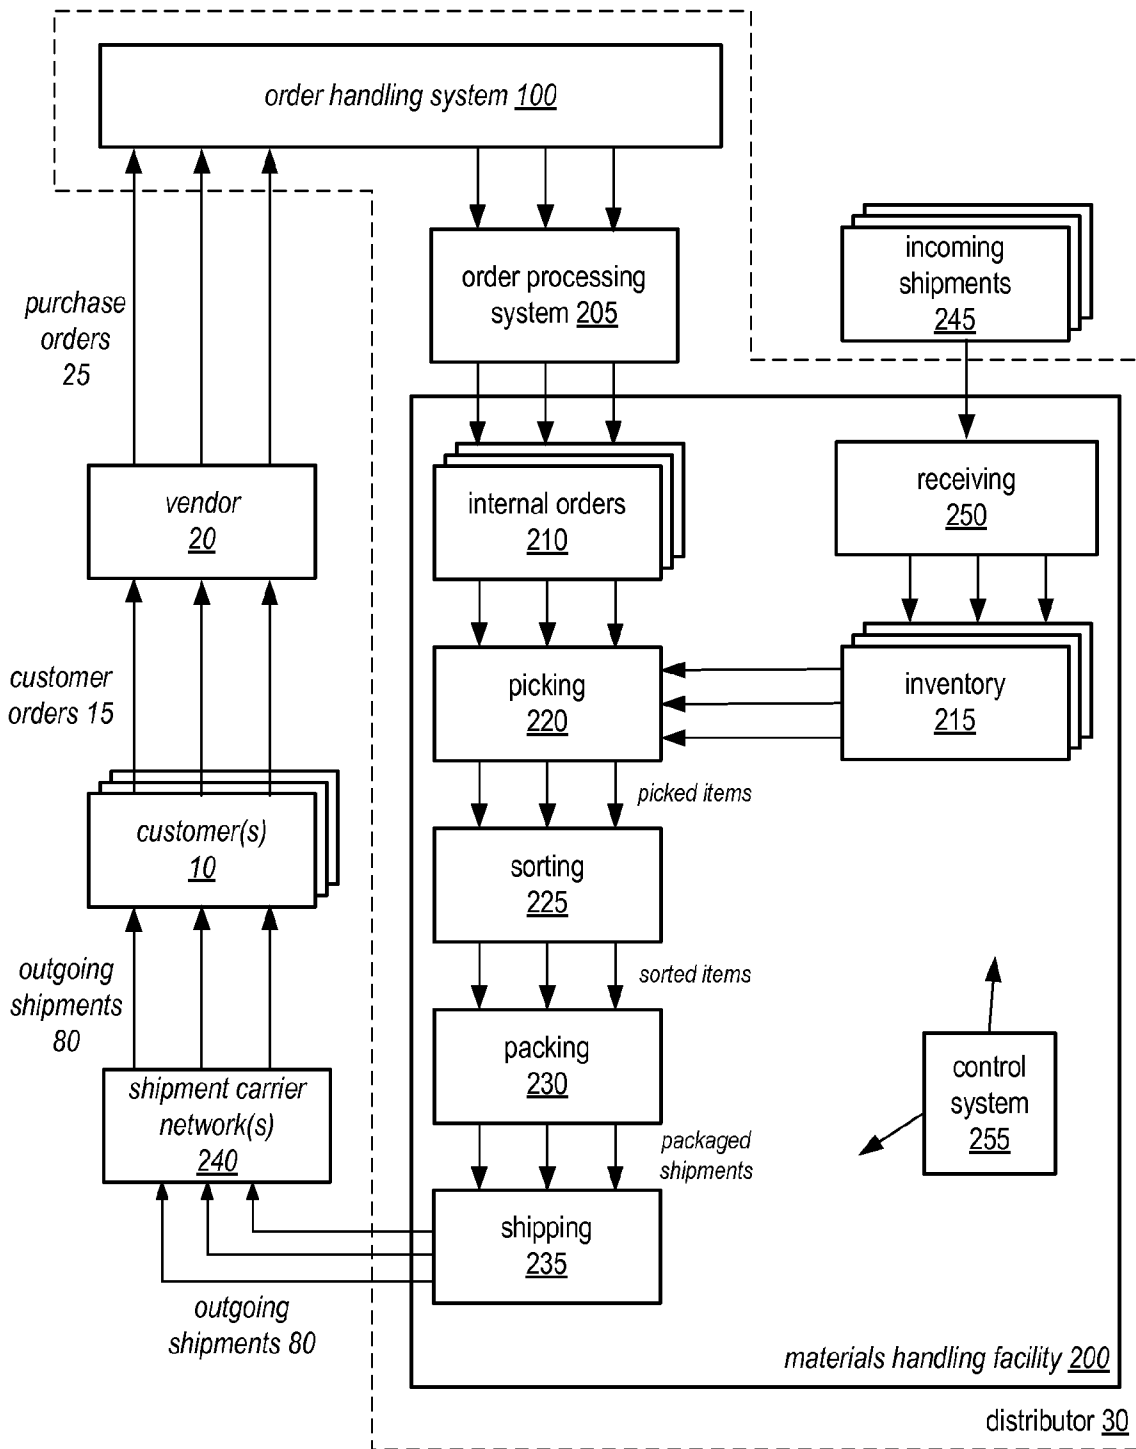 order handling system 100
order processing
system 205
incoming
shipments
245
purchase
orders
25
vendor
20
internal orders
210
receiving
250
customer
orders 15
picking
220
inventory
215
picked items
customer(s)
10
sorting
225
sorted items
outgoing
shipments
80
packing
230
control
system
255
shipment carrier
network(s)
240
packaged
shipments
shipping
235
outgoing
shipments 80
materials handling facility 200
distributor 30